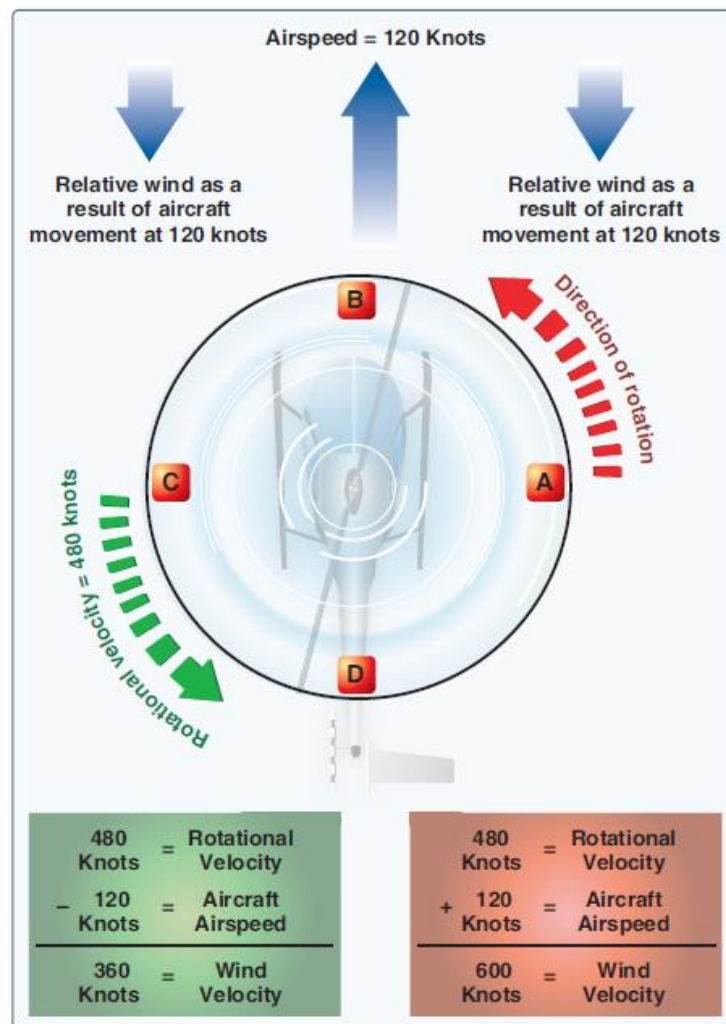 Airspeed = 120 Knots
Relative wind as a
result of aircraft
movement at 120 knots
Relative wind as a
result of aircraft
movement at 120 knots
B
Direction of rotation
C
A
Rotational velocity = 480 knots
D
480 Knots = Rotational Velocity
− 120 Knots = Aircraft Airspeed
360 Knots = Wind Velocity
480 Knots = Rotational Velocity
+ 120 Knots = Aircraft Airspeed
600 Knots = Wind Velocity